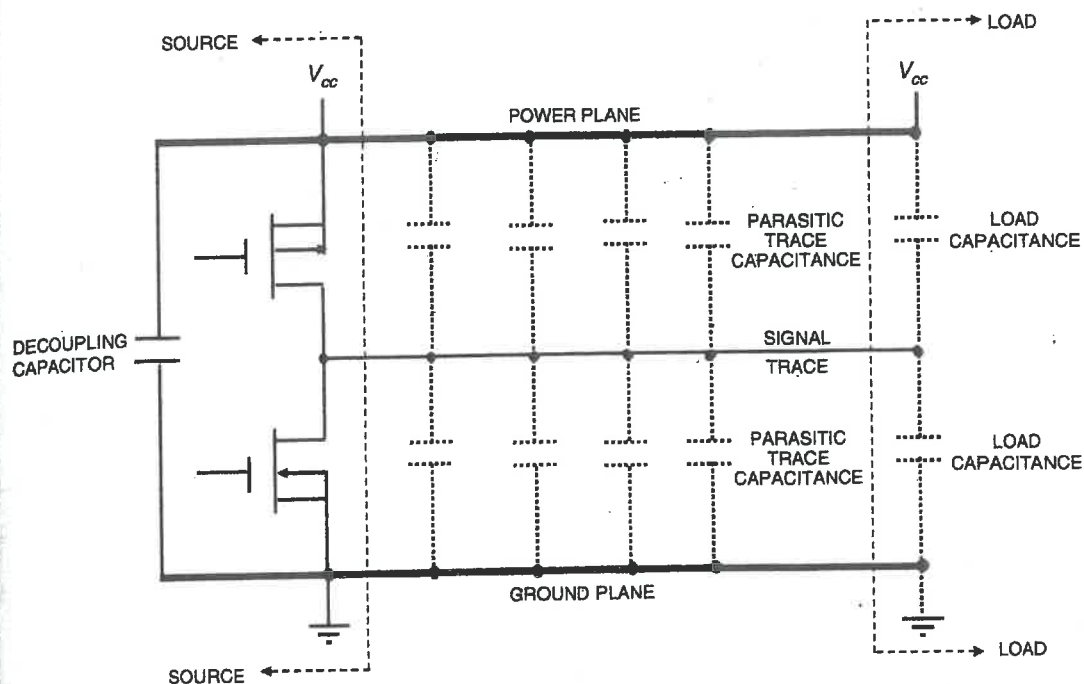 SOURCE
LOAD
Vcc
Vcc
POWER PLANE
PARASITIC
TRACE
CAPACITANCE
LOAD
CAPACITANCE
DECOUPLING
CAPACITOR
SIGNAL
TRACE
PARASITIC
TRACE
CAPACITANCE
LOAD
CAPACITANCE
GROUND PLANE
SOURCE
LOAD